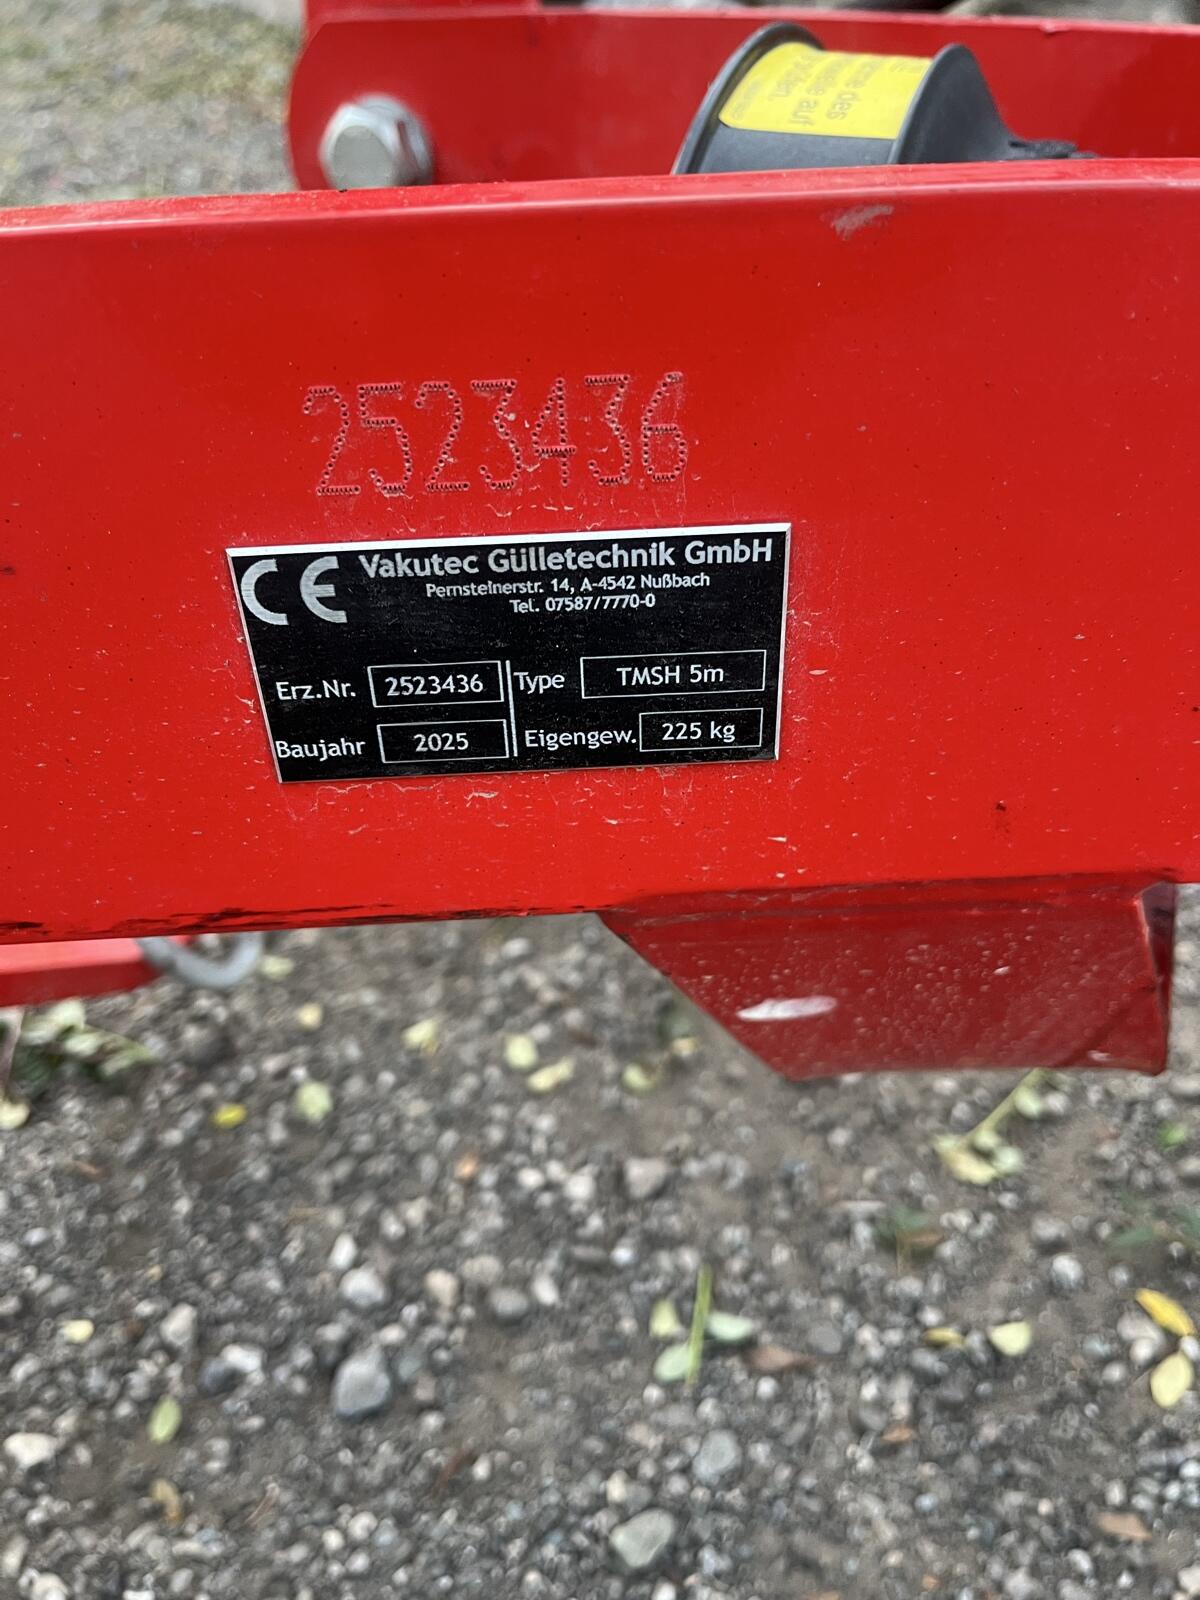 2523436
CE Vakutec Gülletechnik GmbH
Pernsteinerstr. 14, A-4542 Nußbach
Tel. 07587/7770-0
Erz.Nr. 2523436 Type TMSH 5m
Baujahr 2025 Eigengew. 225 kg